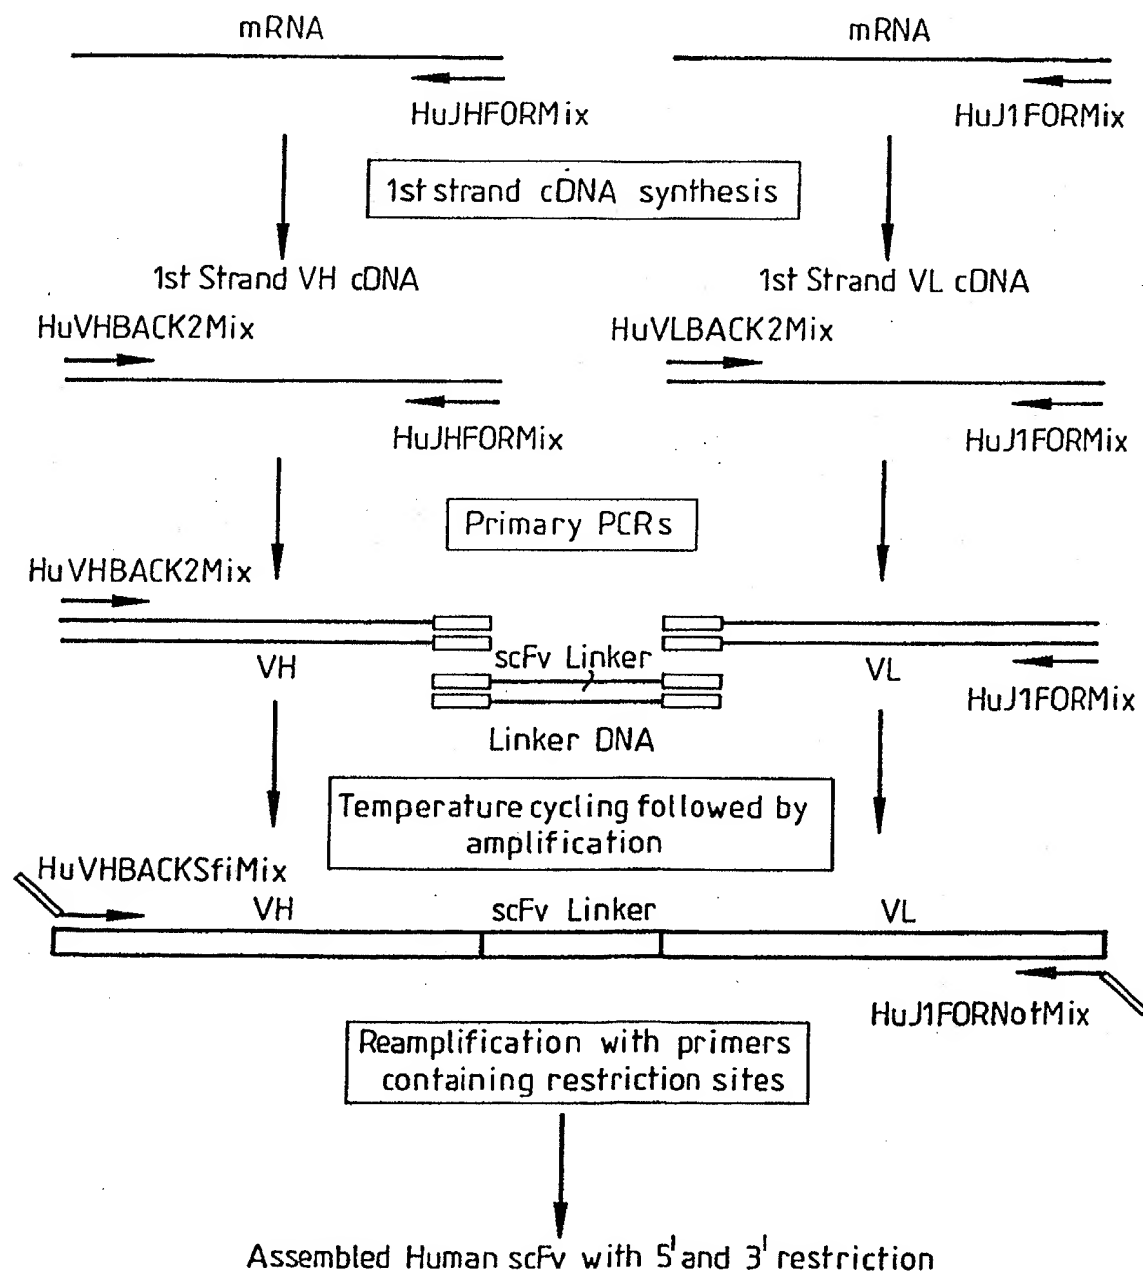 mRNA
mRNA
HuJHFORMix
HuJ1FORMix
1st strand cDNA synthesis
1st Strand VH cDNA
1st Strand VL cDNA
HuVHBACK2Mix
HuVLBACK2Mix
HuJHFORMix
HuJ1FORMix
Primary PCRs
HuVHBACK2Mix
VH
scFv Linker
VL
HuJ1FORMix
Linker DNA
Temperature cycling followed by
amplification
HuVHBACKSfiMix
VH
scFv Linker
VL
HuJ1FORNotMix
Reamplification with primers
containing restriction sites
Assembled Human scFv with 5' and 3' restriction